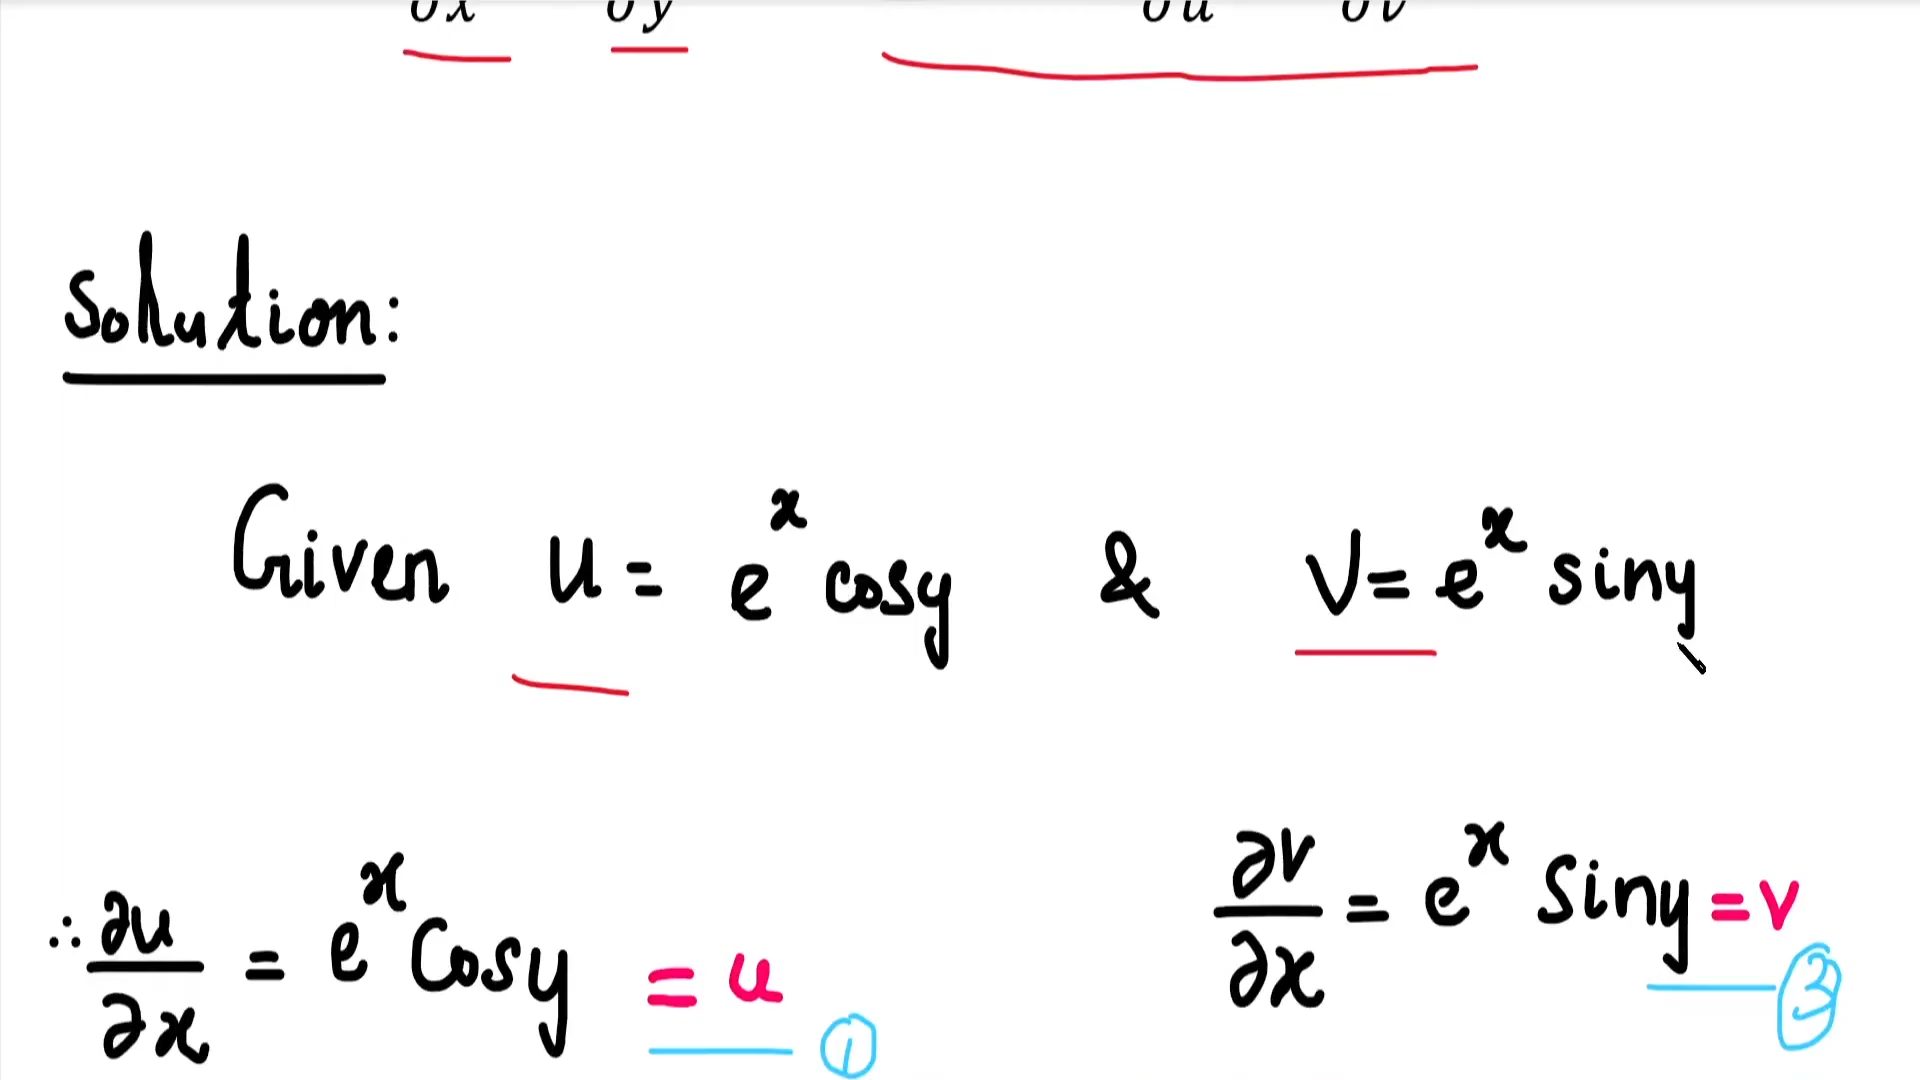 ∂x ∂y ∂u ∂v
Solution:
Given u = e^x cosy & V = e^x siny
∴ ∂u/∂x = e^x Cosy = u ①
∂v/∂x = e^x Siny = v ③